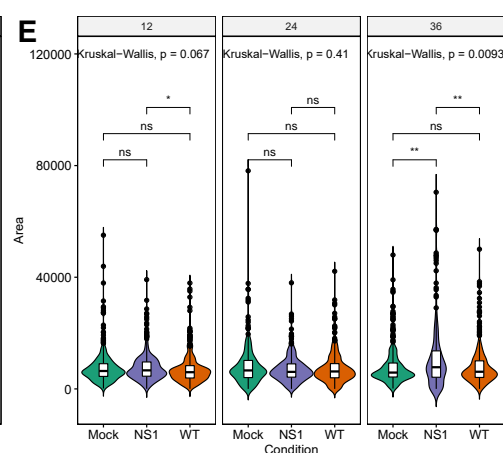 E
12
24
36
Kruskal−Wallis, p = 0.067
Kruskal−Wallis, p = 0.41
Kruskal−Wallis, p = 0.0093
120000
80000
40000
0
Area
*
ns
ns
ns
ns
ns
**
ns
**
Mock NS1 WT
Mock NS1 WT
Mock NS1 WT
Condition